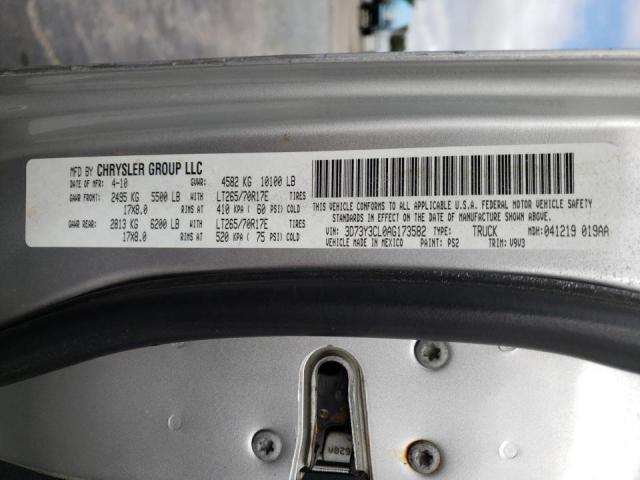 MFD BY CHRYSLER GROUP LLC
DATE OF MFR: 4-10 GVWR: 4582 KG 10100 LB
GAWR FRONT: 2495 KG 5500 LB LT265/70R17E TIRES
17X8.0 RIMS AT 410 KPA ( 60 PSI) COLD
GAWR REAR: 2813 KG 6200 LB LT265/70R17E TIRES
17X8.0 RIMS AT 520 KPA ( 75 PSI) COLD
THIS VEHICLE CONFORMS TO ALL APPLICABLE U.S.A. FEDERAL MOTOR VEHICLE SAFETY
STANDARDS IN EFFECT ON THE DATE OF MANUFACTURE SHOWN ABOVE.
VIN: 3D73Y3CL0AG173582 TYPE: TRUCK MDH: 041219 019AA
VEHICLE MADE IN MEXICO PAINT: PS2 TRIM: V9V3